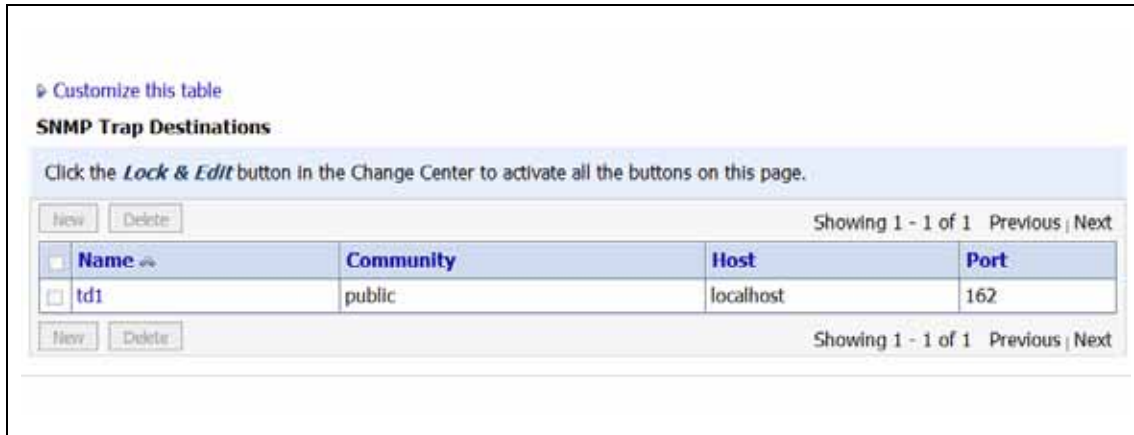 Customize this table
SNMP Trap Destinations
Click the Lock & Edit button in the Change Center to activate all the buttons on this page.
New Delete Showing 1 - 1 of 1 Previous | Next
Name Community Host Port
td1 public localhost 162
New Delete Showing 1 - 1 of 1 Previous | Next